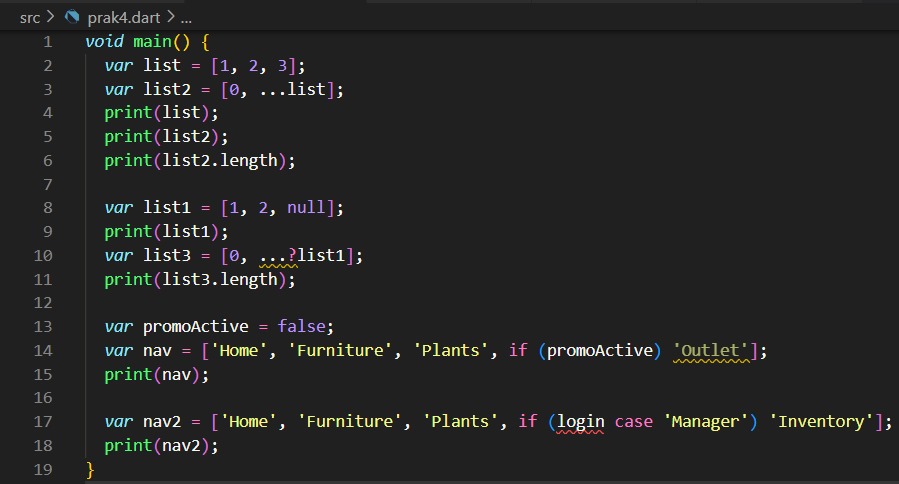 src > prak4.dart > ...
1 void main() {
2   var list = [1, 2, 3];
3   var list2 = [0, ...list];
4   print(list);
5   print(list2);
6   print(list2.length);
7
8   var list1 = [1, 2, null];
9   print(list1);
10   var list3 = [0, ...?list1];
11   print(list3.length);
12
13   var promoActive = false;
14   var nav = ['Home', 'Furniture', 'Plants', if (promoActive) 'Outlet'];
15   print(nav);
16
17   var nav2 = ['Home', 'Furniture', 'Plants', if (login case 'Manager') 'Inventory'];
18   print(nav2);
19 }